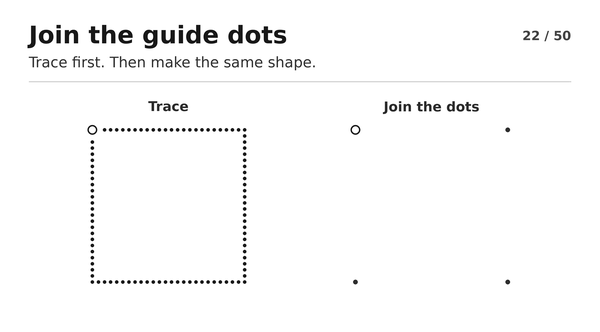 Join the guide dots
22 / 50
Trace first. Then make the same shape.
Trace
Join the dots